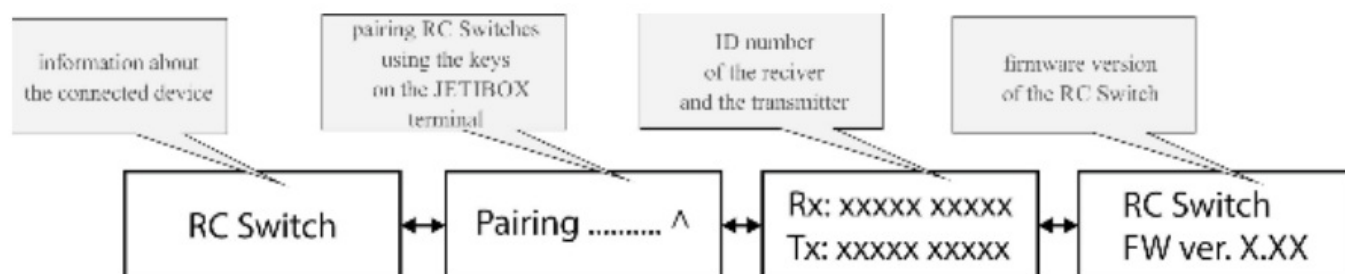 information about
the connected device
pairing RC Switches
using the keys
on the JETIBOX
terminal
ID number
of the reciver
and the transmitter
firmware version
of the RC Switch
RC Switch
Pairing .......... ^
Rx: xxxxx xxxxx
Tx: xxxxx xxxxx
RC Switch
FW ver. X.XX